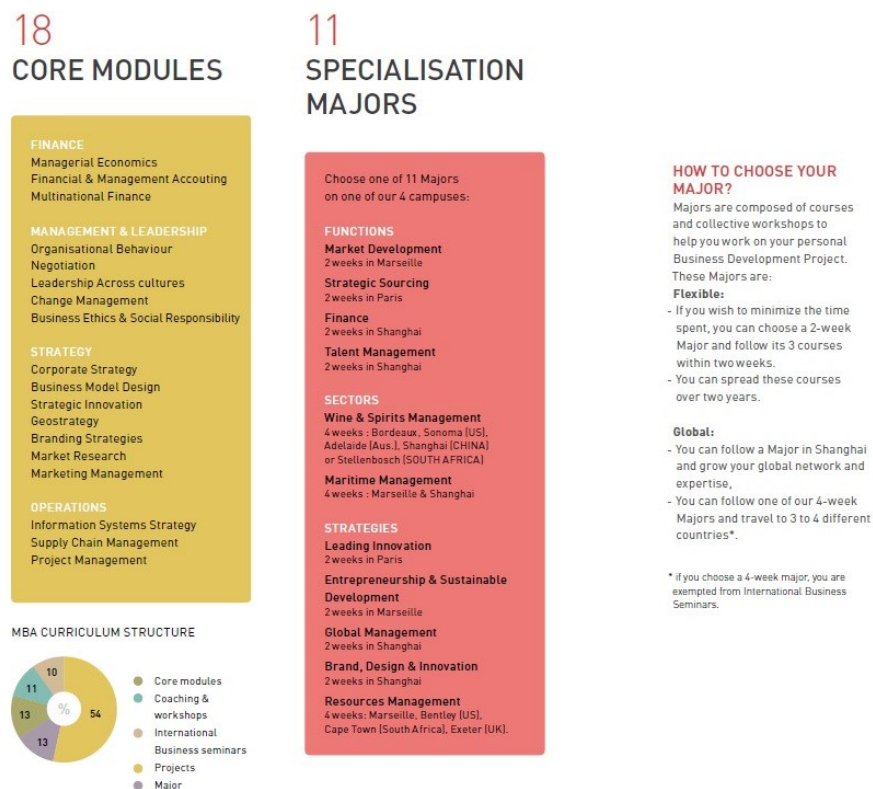 18
CORE MODULES
FINANCE
Managerial Economics
Financial & Management Accouting
Multinational Finance
MANAGEMENT & LEADERSHIP
Organisational Behaviour
Negotiation
Leadership Across cultures
Change Management
Business Ethics & Social Responsibility
STRATEGY
Corporate Strategy
Business Model Design
Strategic Innovation
Geostrategy
Branding Strategies
Market Research
Marketing Management
OPERATIONS
Information Systems Strategy
Supply Chain Management
Project Management
MBA CURRICULUM STRUCTURE
10
11
13
13
54
%
Core modules
Coaching &
workshops
International
Business seminars
Projects
Major
11
SPECIALISATION
MAJORS
Choose one of 11 Majors
on one of our 4 campuses:
FUNCTIONS
Market Development
2 weeks in Marseille
Strategic Sourcing
2 weeks in Paris
Finance
2 weeks in Shanghai
Talent Management
2 weeks in Shanghai
SECTORS
Wine & Spirits Management
4 weeks : Bordeaux, Sonoma (US),
Adelaide (Aus.), Shanghai (CHINA)
or Stellenbosch (SOUTH AFRICA)
Maritime Management
4 weeks : Marseille & Shanghai
STRATEGIES
Leading Innovation
2 weeks in Paris
Entrepreneurship & Sustainable
Development
2 weeks in Marseille
Global Management
2 weeks in Shanghai
Brand, Design & Innovation
2 weeks in Shanghai
Resources Management
4 weeks: Marseille, Bentley (US),
Cape Town (South Africa), Exeter (UK).
HOW TO CHOOSE YOUR
MAJOR?
Majors are composed of courses
and collective workshops to
help you work on your personal
Business Development Project.
These Majors are:
Flexible:
- If you wish to minimize the time
spent, you can choose a 2-week
Major and follow its 3 courses
within two weeks.
- You can spread these courses
over two years.
Global:
- You can follow a Major in Shanghai
and grow your global network and
expertise,
- You can follow one of our 4-week
Majors and travel to 3 to 4 different
countries*.
* if you choose a 4-week major, you are
exempted from International Business
Seminars.